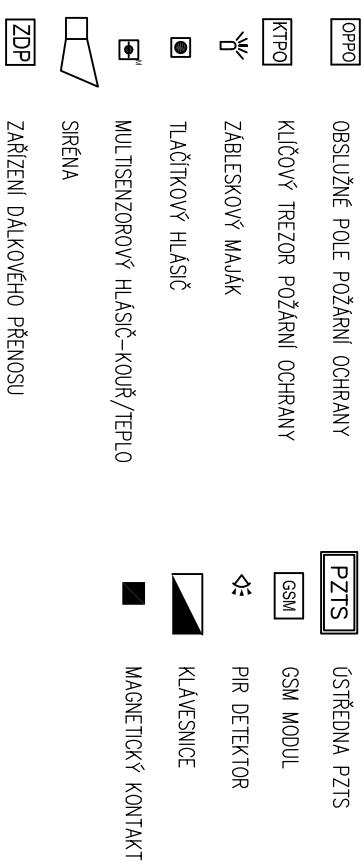 OPPO OBSLUŽNÉ POLE POŽÁRNÍ OCHRANY
KTPO KLÍČOVÝ TREZOR POŽÁRNÍ OCHRANY
ZÁBLESKOVÝ MAJÁK
TLAČÍTKOVÝ HLÁSIČ
M MULTISENZOROVÝ HLÁSIČ-KOUŘ/TEPLO
SIRÉNA
ZDP ZAŘÍZENÍ DÁLKOVÉHO PŘENOSU
PZTS ÚSTŘEDNA PZTS
GSM GSM MODUL
PIR DETEKTOR
KLÁVESNICE
MAGNETICKÝ KONTAKT